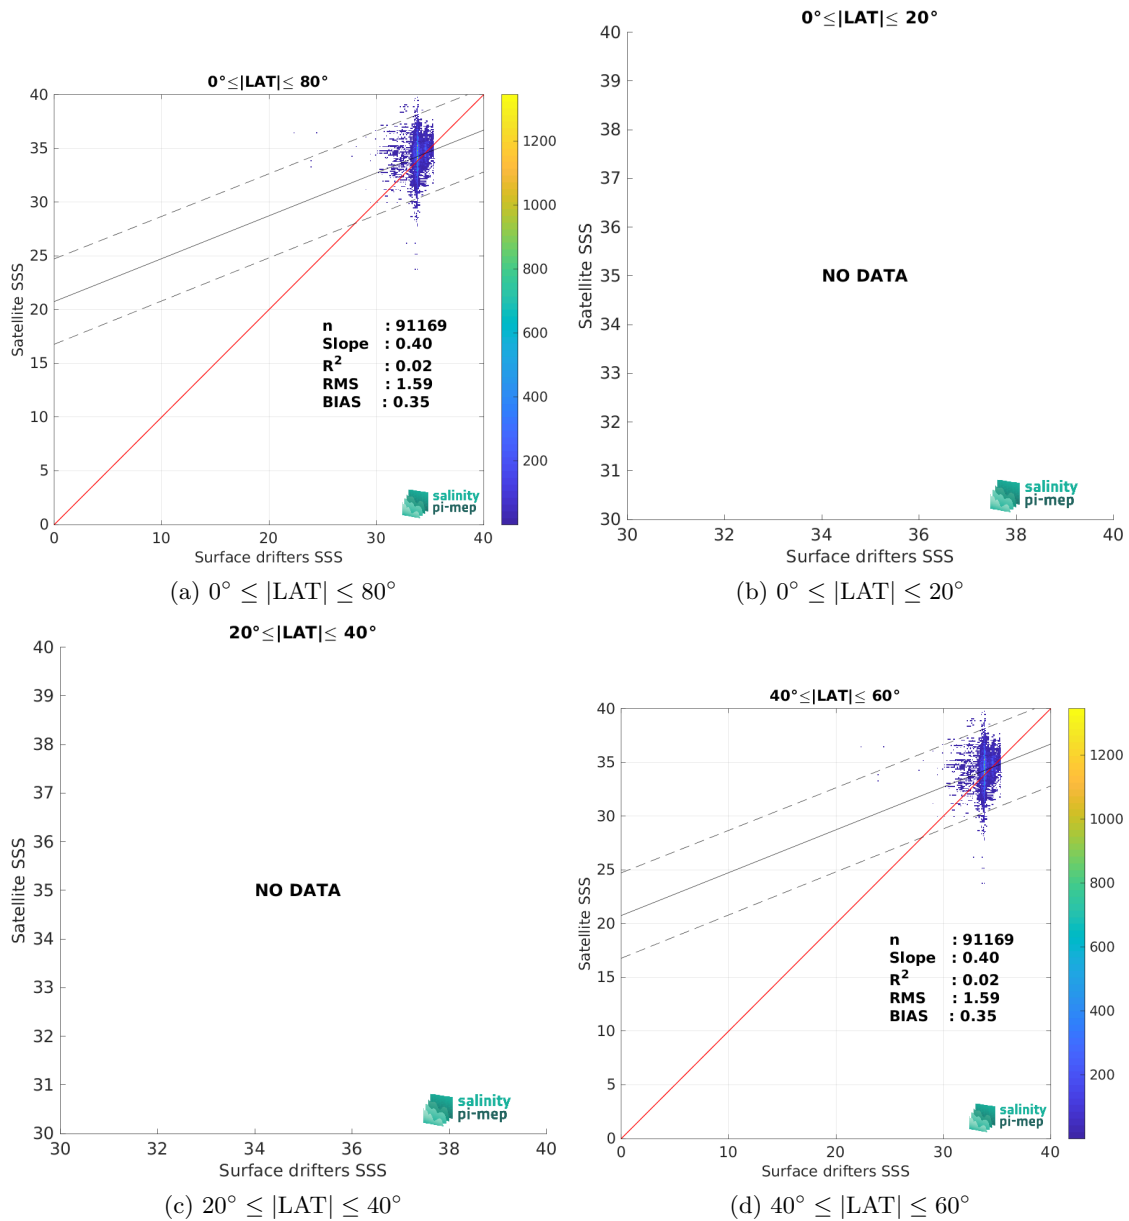 0°≤|LAT|≤ 80°
40
35
30
25
20
15
10
5
0
Satellite SSS
n : 91169
Slope : 0.40
R² : 0.02
RMS : 1.59
BIAS : 0.35
salinity
pi-mep
0 10 20 30 40
Surface drifters SSS
1200
1000
800
600
400
200
(a) 0° ≤ |LAT| ≤ 80°
0°≤|LAT|≤ 20°
40
39
38
37
36
35
34
33
32
31
30
Satellite SSS
NO DATA
salinity
pi-mep
30 32 34 36 38 40
Surface drifters SSS
(b) 0° ≤ |LAT| ≤ 20°
20°≤|LAT|≤ 40°
40
39
38
37
36
35
34
33
32
31
30
Satellite SSS
NO DATA
salinity
pi-mep
30 32 34 36 38 40
Surface drifters SSS
(c) 20° ≤ |LAT| ≤ 40°
40°≤|LAT|≤ 60°
40
35
30
25
20
15
10
5
0
Satellite SSS
n : 91169
Slope : 0.40
R² : 0.02
RMS : 1.59
BIAS : 0.35
salinity
pi-mep
0 10 20 30 40
Surface drifters SSS
1200
1000
800
600
400
200
(d) 40° ≤ |LAT| ≤ 60°